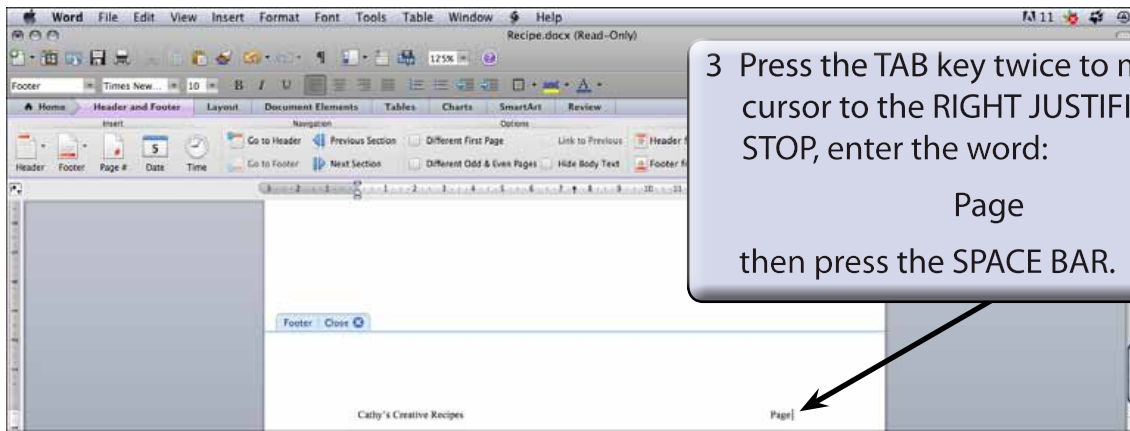 Word File Edit View Insert Format Font Tools Table Window Help 11
Recipe.docx (Read-Only)
125%
Footer Times New... 10 B I U
Home Header and Footer Layout Document Elements Tables Charts SmartArt Review
Insert Navigation Options
Go to Header Previous Section Different First Page Link to Previous Header
Go to Footer Next Section Different Odd & Even Pages Hide Body Text Footer
Header Footer Page # Date Time
3 Press the TAB key twice to
cursor to the RIGHT JUSTIFI
STOP, enter the word:
Page
then press the SPACE BAR.
Footer Close
Cathy's Creative Recipes Page